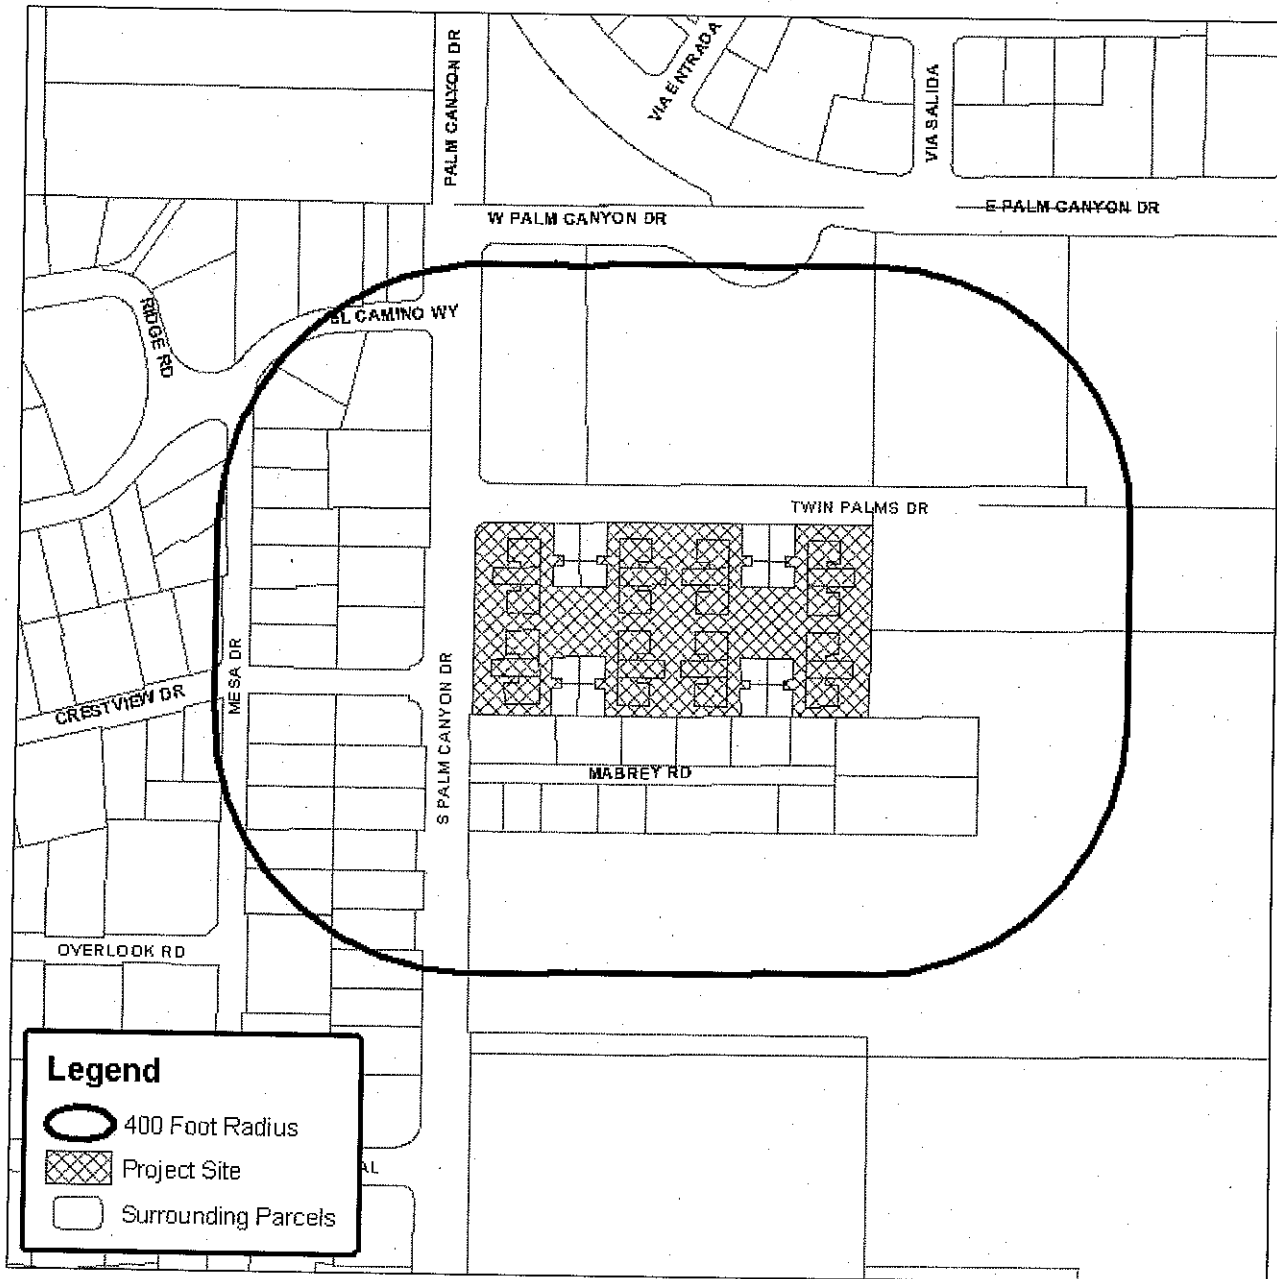 PALM CANYON DR
VIA ENTRADA
VIA SALIDA
W PALM CANYON DR
E PALM CANYON DR
RIDGE RD
EL CAMINO WY
TWIN PALMS DR
MESA DR
CRESTVIEW DR
S PALM CANYON DR
MABREY RD
OVERLOOK RD
Legend
400 Foot Radius
Project Site
AL
Surrounding Parcels